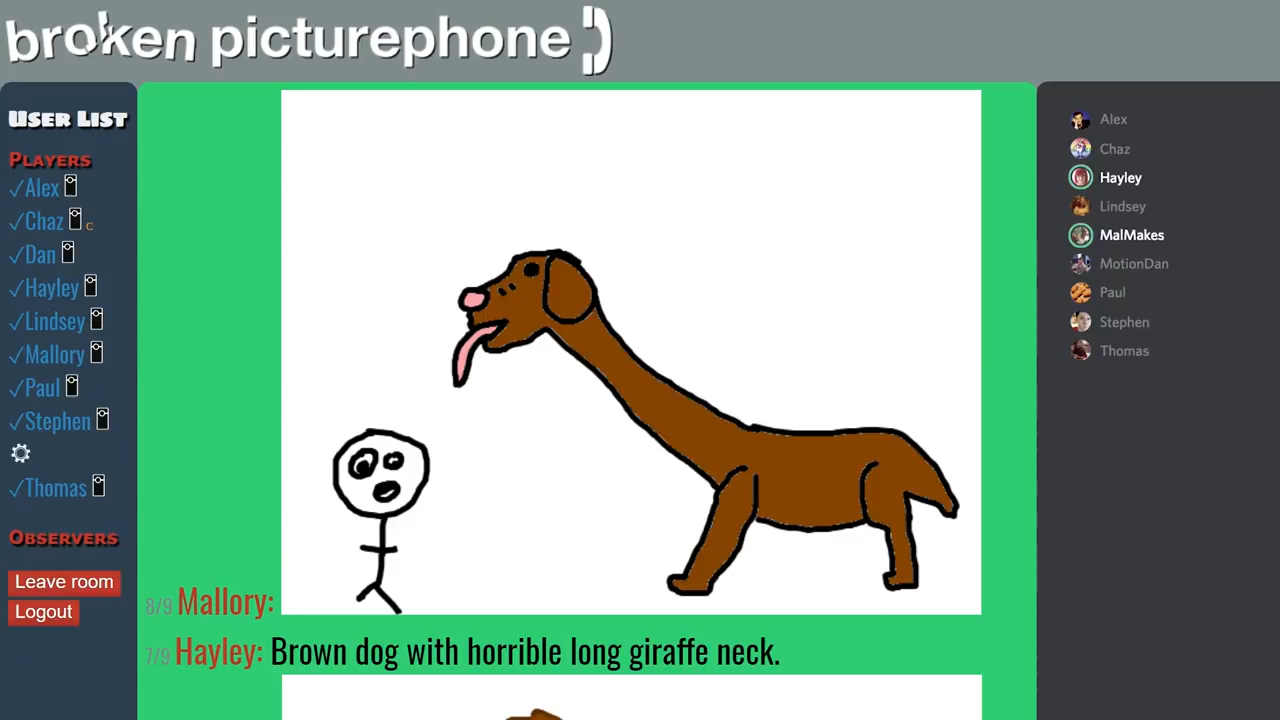 broken picturephone
User List
Players
✓Alex
✓Chaz c
✓Dan
✓Hayley
✓Lindsey
✓Mallory
✓Paul
✓Stephen
✓Thomas
Observers
Leave room
Logout
8/9 Mallory:
7/9 Hayley: Brown dog with horrible long giraffe neck.
Alex
Chaz
Hayley
Lindsey
MalMakes
MotionDan
Paul
Stephen
Thomas